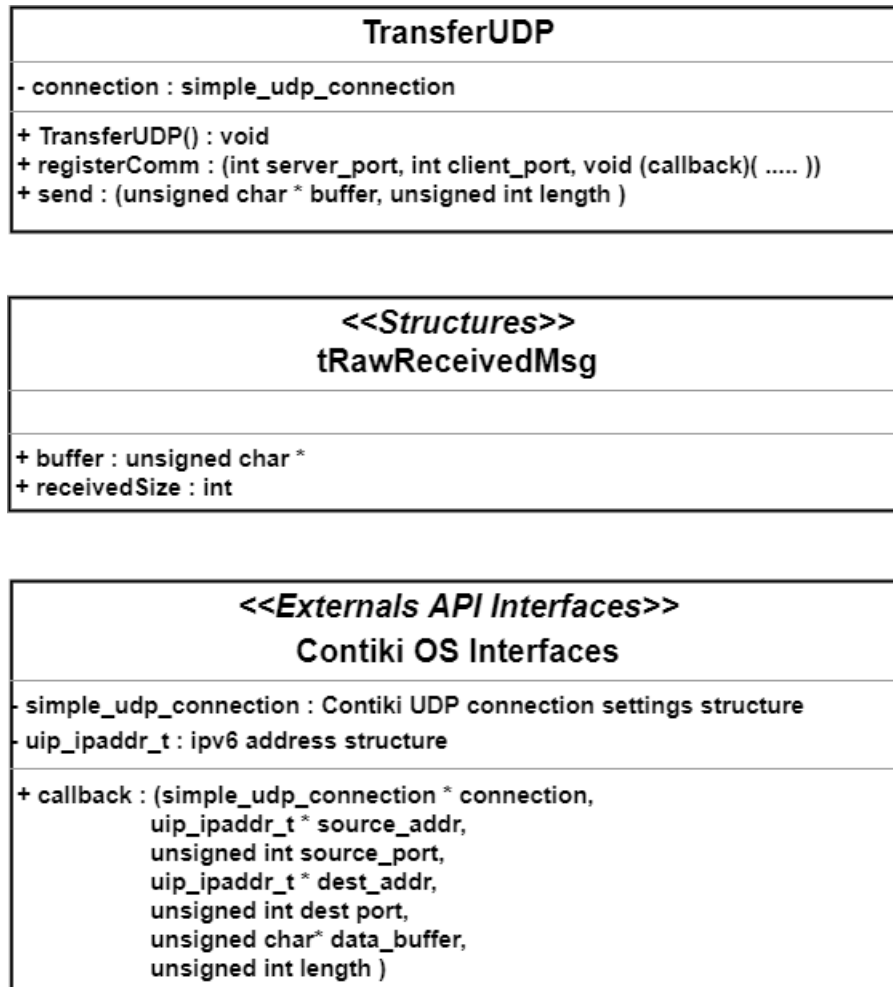 TransferUDP
- connection : simple_udp_connection
+ TransferUDP() : void
+ registerComm : (int server_port, int client_port, void (callback)( ..... ))
+ send : (unsigned char * buffer, unsigned int length )
<<Structures>>
tRawReceivedMsg
+ buffer : unsigned char *
+ receivedSize : int
<<Externals API Interfaces>>
Contiki OS Interfaces
- simple_udp_connection : Contiki UDP connection settings structure
- uip_ipaddr_t : ipv6 address structure
+ callback : (simple_udp_connection * connection,
uip_ipaddr_t * source_addr,
unsigned int source_port,
uip_ipaddr_t * dest_addr,
unsigned int dest port,
unsigned char* data_buffer,
unsigned int length )